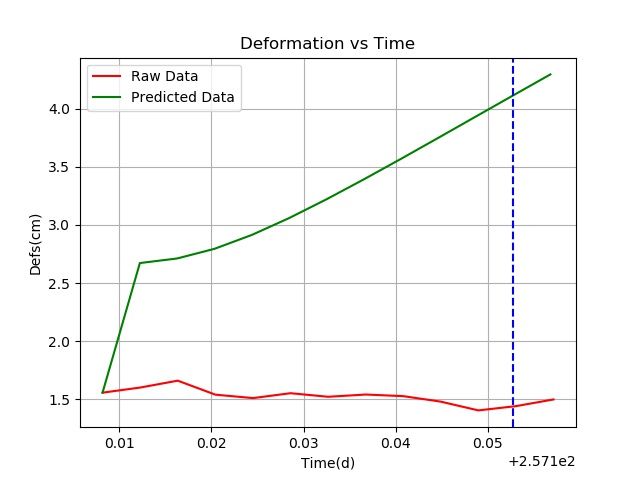 Deformation vs Time
Raw Data
Predicted Data
Defs(cm)
4.0
3.5
3.0
2.5
2.0
1.5
0.01 0.02 0.03 0.04 0.05
Time(d)
+2.571e2